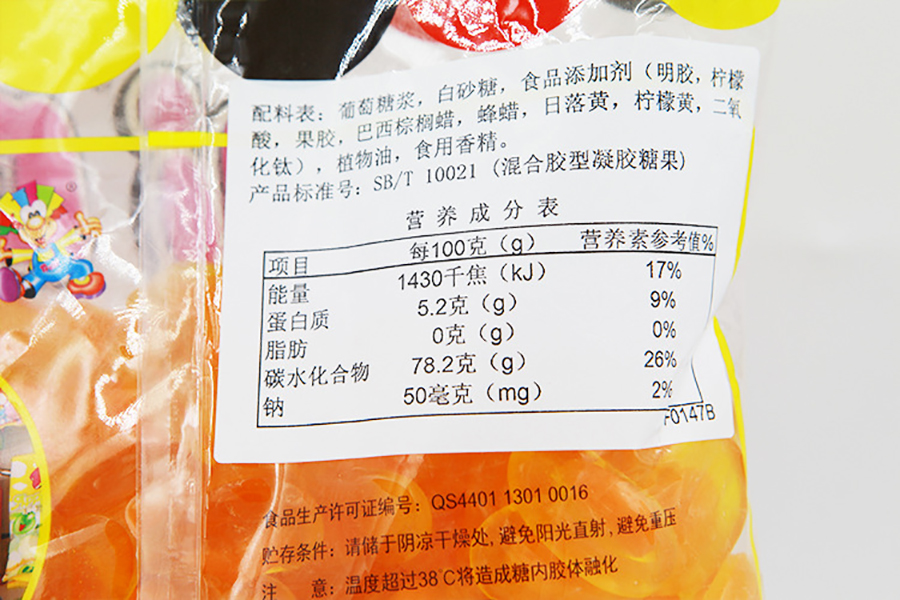 配料表：葡萄糖浆，白砂糖，食品添加剂（明胶，柠檬
酸，果胶，巴西棕榈蜡，蜂蜡，日落黄，柠檬黄，二氧
化钛），植物油，食用香精。
产品标准号：SB/T 10021（混合胶型凝胶糖果）
营养成分表
项目 每100克（g） 营养素参考值%
能量 1430千焦（kJ） 17%
蛋白质 5.2克（g） 9%
脂肪 0克（g） 0%
碳水化合物 78.2克（g） 26%
钠 50毫克（mg） 2%
F0147B
食品生产许可证编号：QS4401 1301 0016
贮存条件：请储于阴凉干燥处,避免阳光直射,避免重压
注 意：温度超过38℃将造成糖内胶体融化